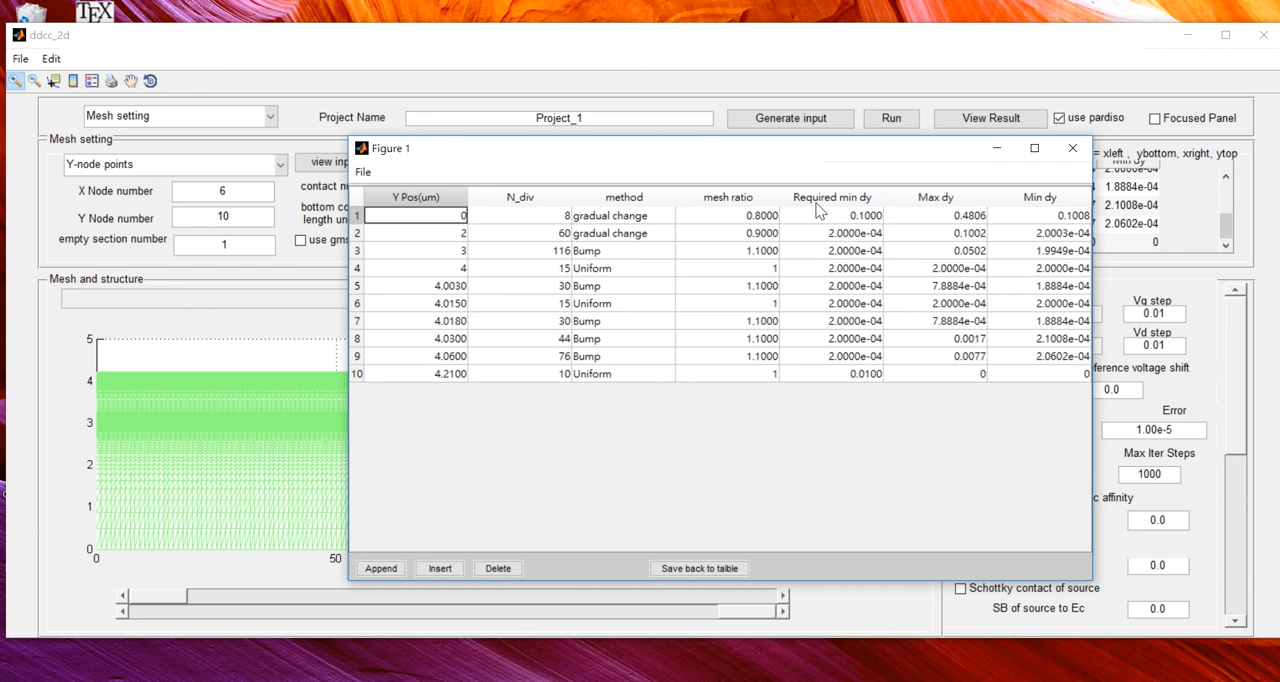 TEX
ddcc_2d
File Edit
Mesh setting Project Name Project_1 Generate input Run View Result use pardiso Focused Panel
Mesh setting
Y-node points view inp
X Node number 6 contact n
Y Node number 10 bottom co
length un
empty section number 1 use gms
= xleft , ybottom, xright, ytop
Min dy
2.0000e-04
1.8884e-04
2.1008e-04
2.0602e-04
0
Figure 1
File
Y Pos(um) N_div method mesh ratio Required min dy Max dy Min dy
1 0 8 gradual change 0.8000 0.1000 0.4806 0.1008
2 2 60 gradual change 0.9000 2.0000e-04 0.1002 2.0003e-04
3 3 116 Bump 1.1000 2.0000e-04 0.0502 1.9949e-04
4 4 15 Uniform 1 2.0000e-04 2.0000e-04 2.0000e-04
5 4.0030 30 Bump 1.1000 2.0000e-04 7.8884e-04 1.8884e-04
6 4.0150 15 Uniform 1 2.0000e-04 2.0000e-04 2.0000e-04
7 4.0180 30 Bump 1.1000 2.0000e-04 7.8884e-04 1.8884e-04
8 4.0300 44 Bump 1.1000 2.0000e-04 0.0017 2.1008e-04
9 4.0600 76 Bump 1.1000 2.0000e-04 0.0077 2.0602e-04
10 4.2100 10 Uniform 1 0.0100 0 0
Append Insert Delete Save back to talble
Mesh and structure
5
4
3
2
1
0
0 50
Vg step
0.01
Vd step
0.01
ference voltage shift
0.0
Error
1.00e-5
Max Iter Steps
1000
c affinity
0.0
0.0
Schottky contact of source
SB of source to Ec 0.0